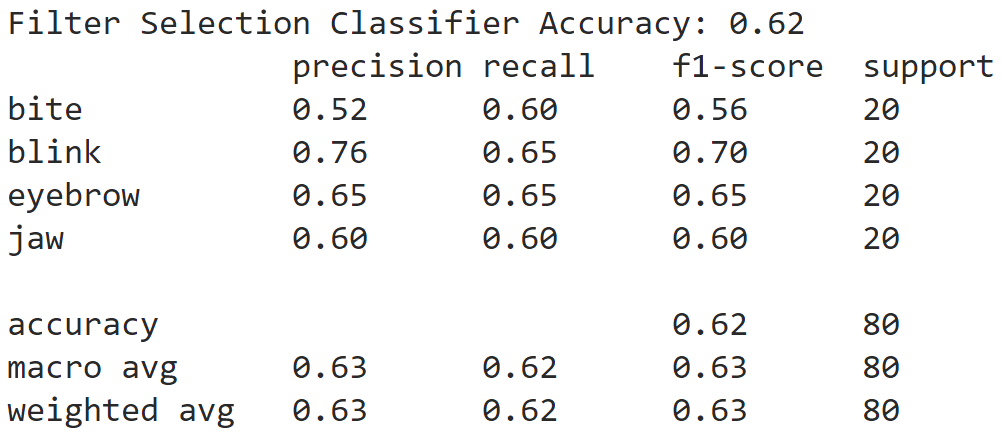 Filter Selection Classifier Accuracy: 0.62
precision recall f1-score support
bite 0.52 0.60 0.56 20
blink 0.76 0.65 0.70 20
eyebrow 0.65 0.65 0.65 20
jaw 0.60 0.60 0.60 20
accuracy 0.62 80
macro avg 0.63 0.62 0.63 80
weighted avg 0.63 0.62 0.63 80